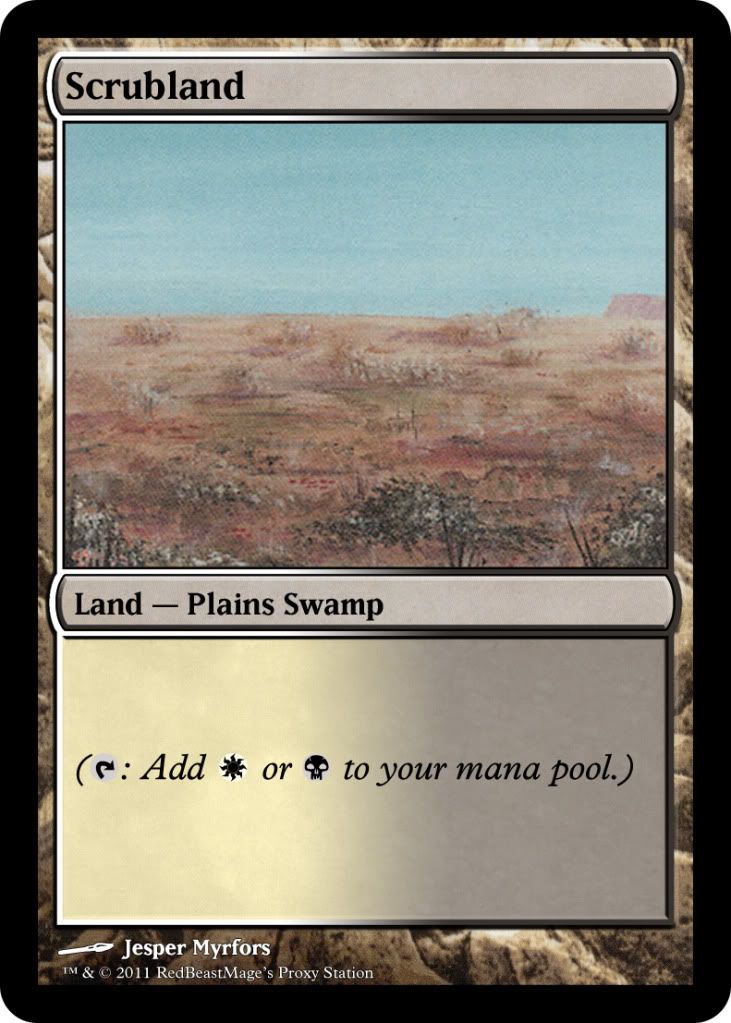 Scrubland
Land — Plains Swamp
(: Add or to your mana pool.)
Jesper Myrfors
™ & © 2011 RedBeastMage's Proxy Station